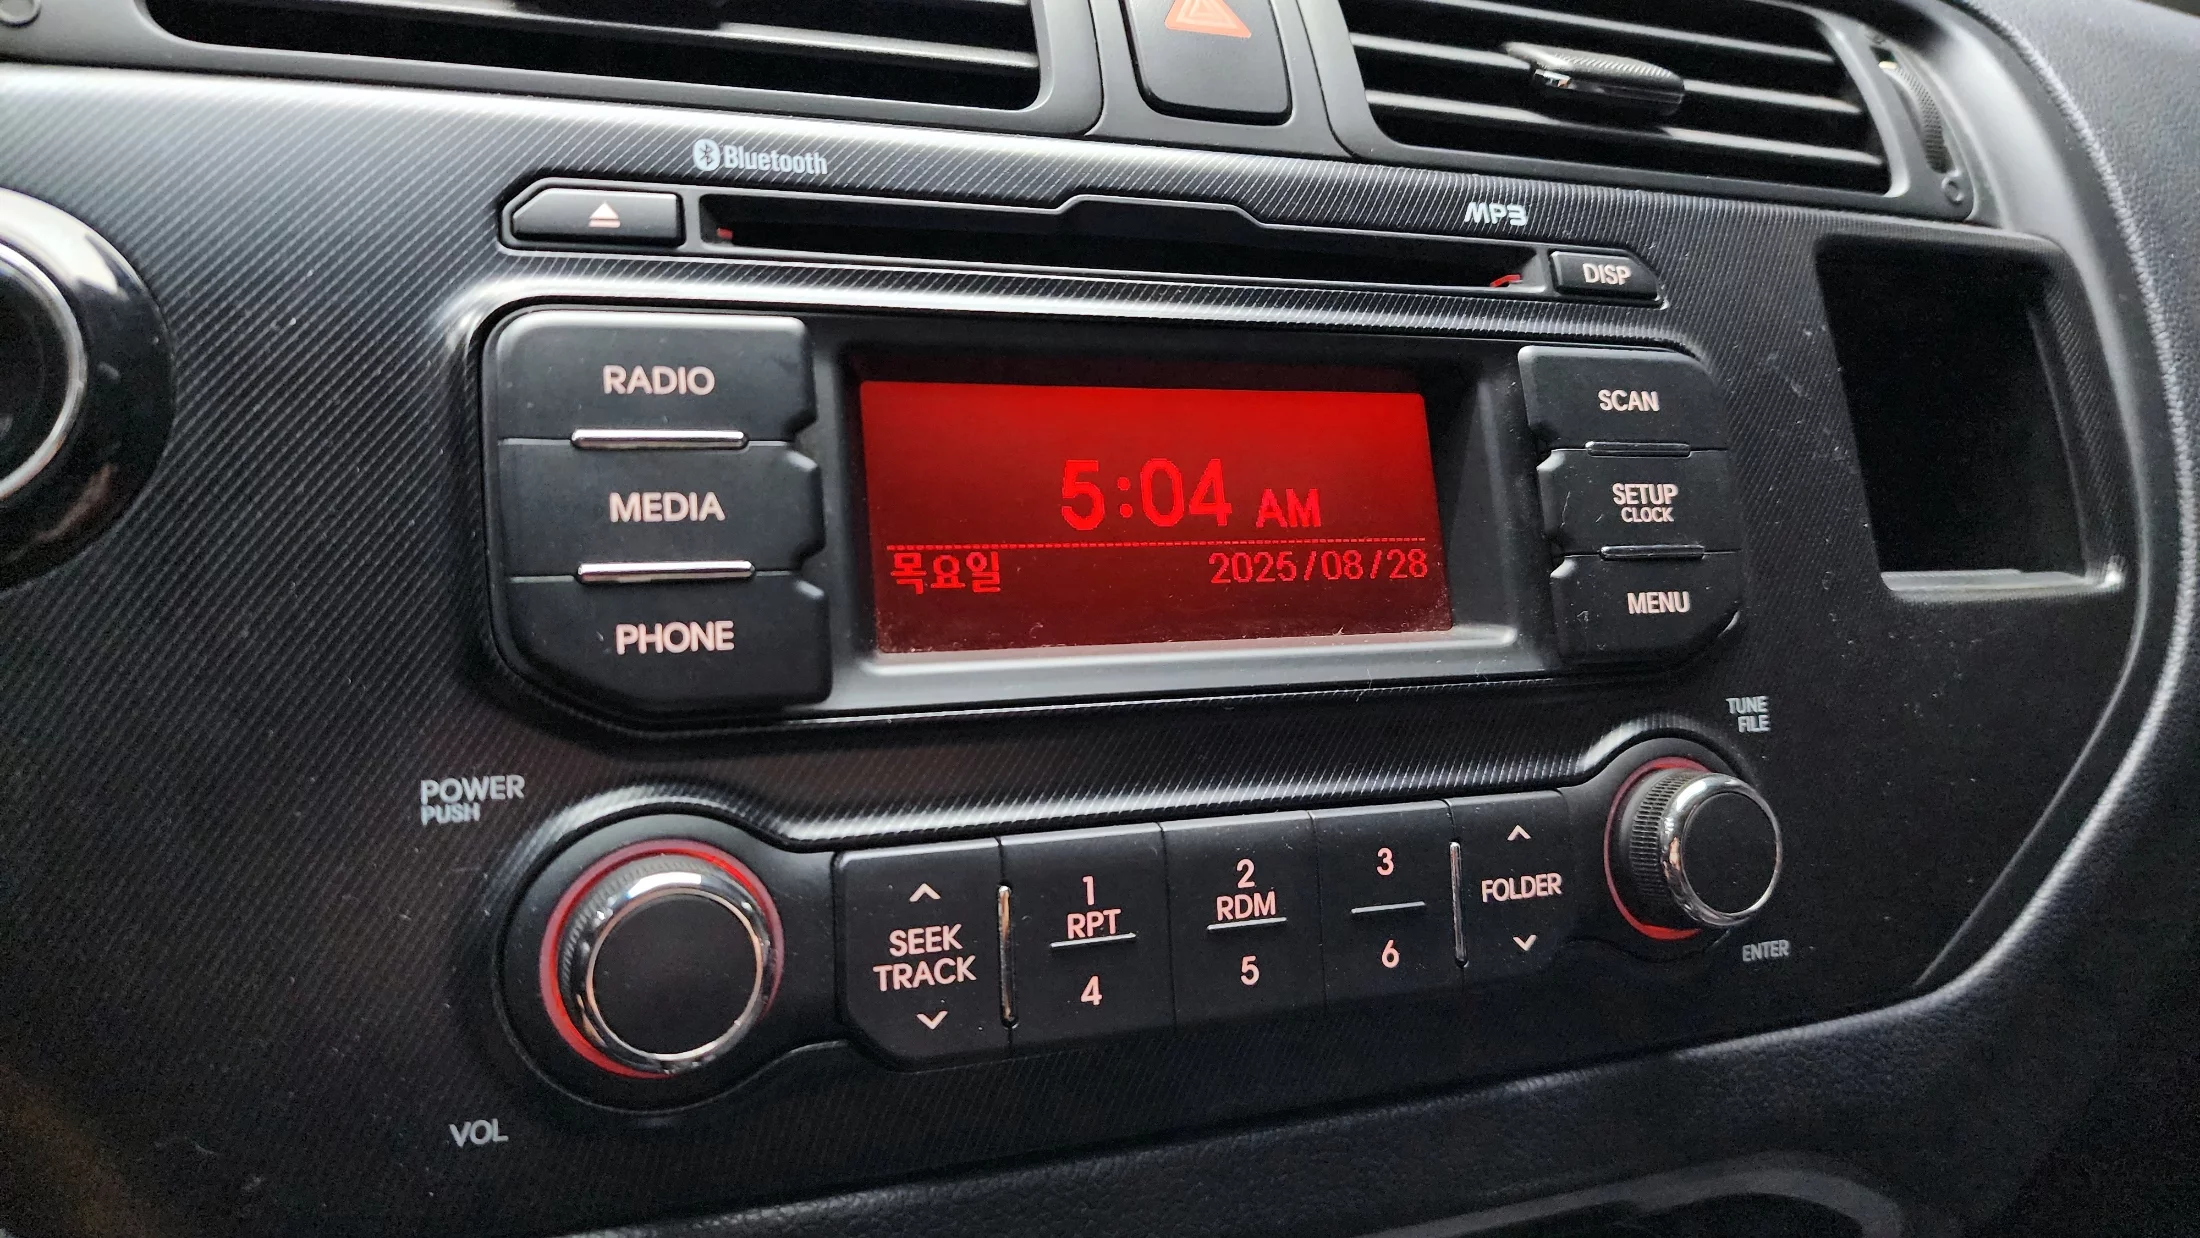 Bluetooth
MP3
DISP
RADIO
SCAN
5:04 AM
MEDIA
SETUP
CLOCK
목요일 2025/08/28
PHONE
MENU
TUNE
FILE
POWER
PUSH
SEEK
TRACK
1
RPT
4
2
RDM
5
3
6
FOLDER
ENTER
VOL